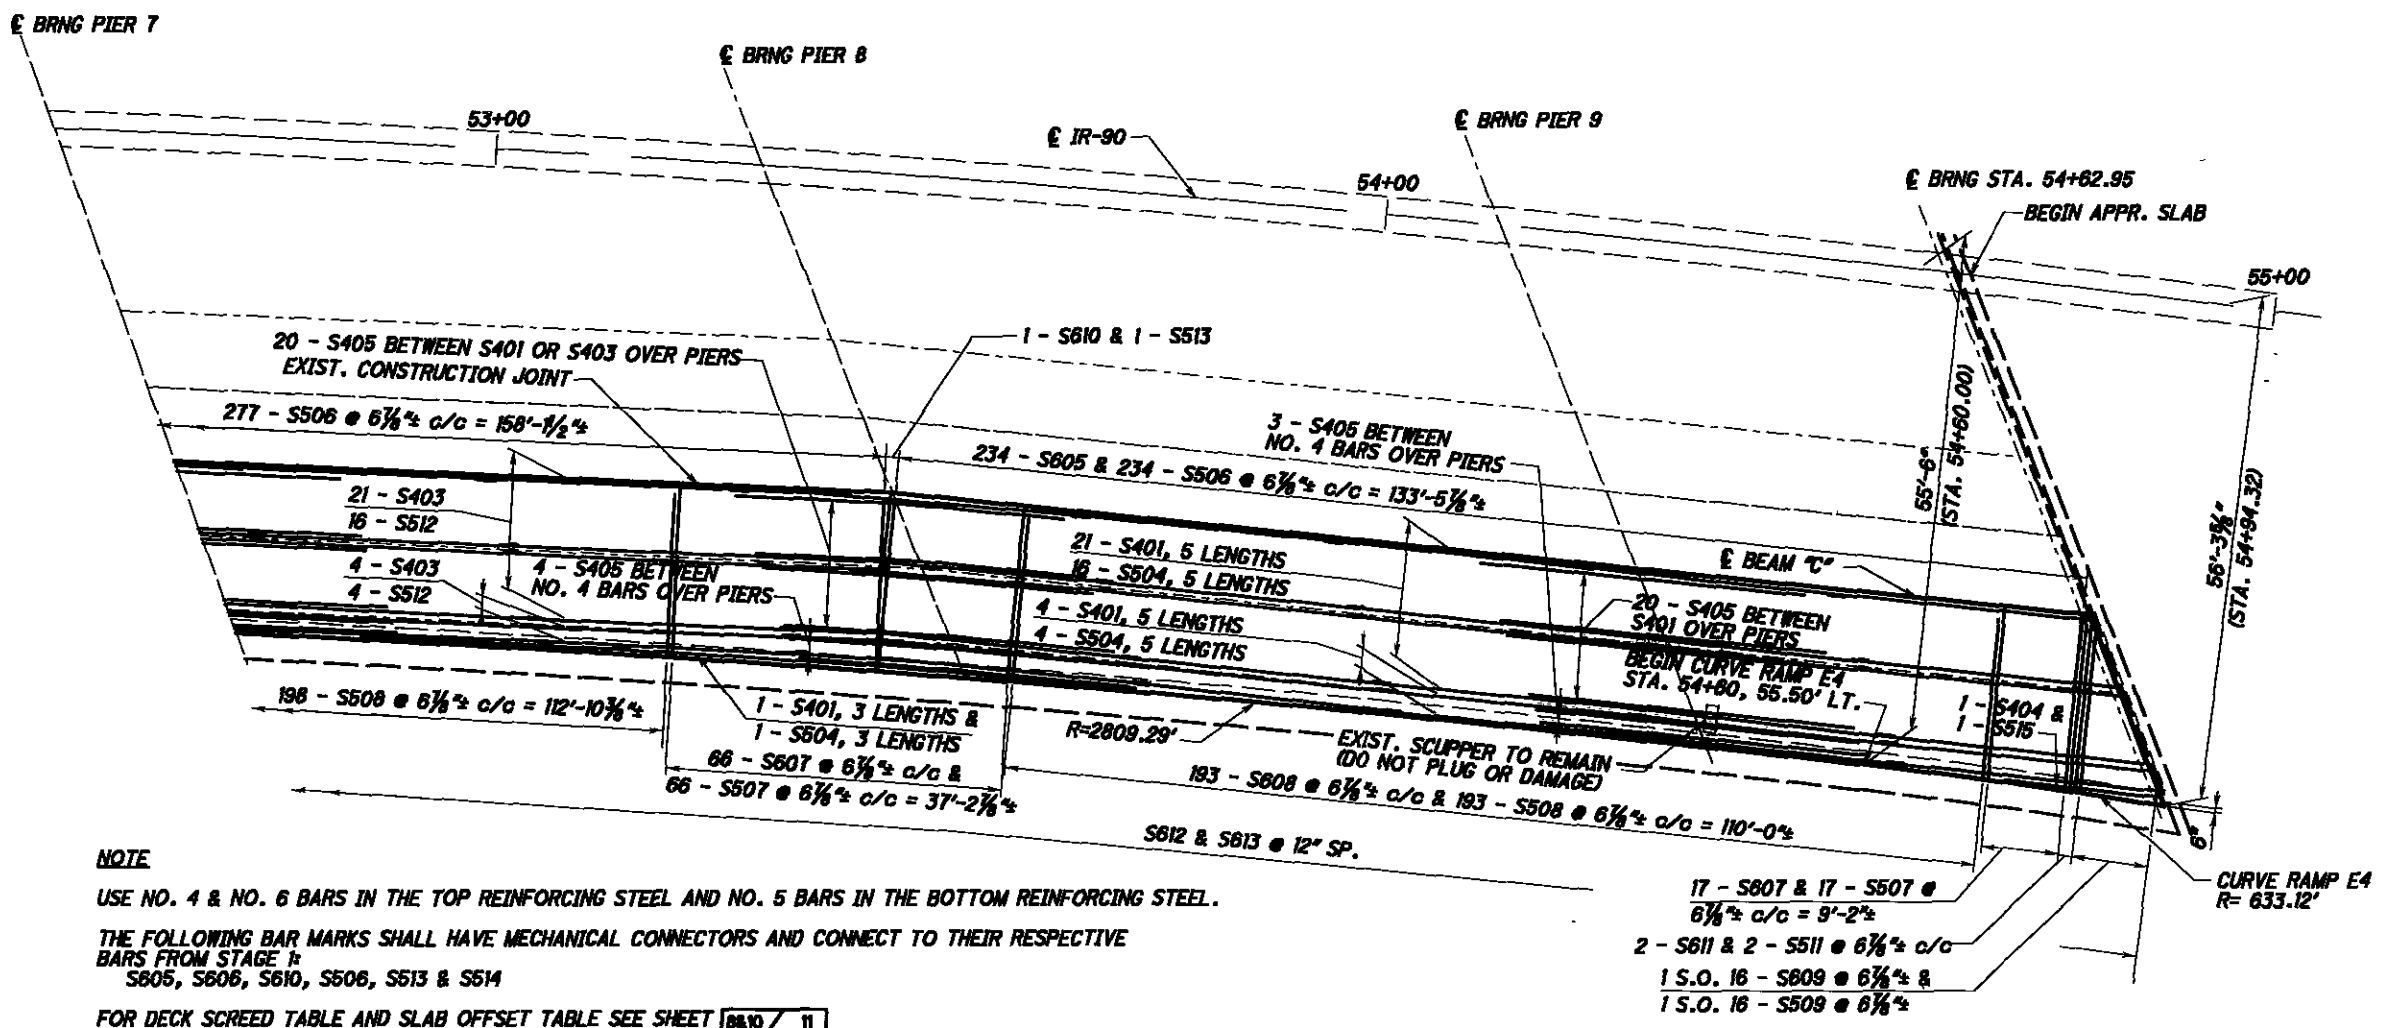 ℄ BRNG PIER 7
℄ BRNG PIER 8
53+00
℄ IR-90
℄ BRNG PIER 9
54+00
℄ BRNG STA. 54+62.95
BEGIN APPR. SLAB
55+00
20 - S405 BETWEEN S401 OR S403 OVER PIERS
EXIST. CONSTRUCTION JOINT
1 - S610 & 1 - S513
277 - S506 @ 6⅞"± c/c = 158'-1½"±
3 - S405 BETWEEN
NO. 4 BARS OVER PIERS
234 - S605 & 234 - S506 @ 6⅞"± c/c = 133'-5⅞"±
55'-6"
(STA. 54+60.00)
56'-3⅝"
(STA. 54+94.32)
21 - S403
16 - S512
4 - S403
4 - S512
4 - S405 BETWEEN
NO. 4 BARS OVER PIERS
21 - S401, 5 LENGTHS
16 - S504, 5 LENGTHS
4 - S401, 5 LENGTHS
4 - S504, 5 LENGTHS
℄ BEAM "C"
20 - S405 BETWEEN
S401 OVER PIERS
BEGIN CURVE RAMP E4
STA. 54+60, 55.50' LT.
1 - S404 &
1 - S515
198 - S508 @ 6⅞"± c/c = 112'-10⅜"±
1 - S401, 3 LENGTHS &
1 - S504, 3 LENGTHS
66 - S607 @ 6⅞"± c/c &
66 - S507 @ 6⅞"± c/c = 37'-2⅞"±
R=2809.29'
EXIST. SCUPPER TO REMAIN
(DO NOT PLUG OR DAMAGE)
193 - S608 @ 6⅞"± c/c & 193 - S508 @ 6⅞"± c/c = 110'-0"±
S612 & S613 @ 12" SP.
6"
CURVE RAMP E4
R= 633.12'
17 - S607 & 17 - S507 @
6⅞"± c/c = 9'-2"±
2 - S611 & 2 - S511 @ 6⅞"± c/c
1 S.O. 16 - S609 @ 6⅞"± &
1 S.O. 16 - S509 @ 6⅞"±
NOTE
USE NO. 4 & NO. 6 BARS IN THE TOP REINFORCING STEEL AND NO. 5 BARS IN THE BOTTOM REINFORCING STEEL.
THE FOLLOWING BAR MARKS SHALL HAVE MECHANICAL CONNECTORS AND CONNECT TO THEIR RESPECTIVE
BARS FROM STAGE 1:
S605, S606, S610, S506, S513 & S514
FOR DECK SCREED TABLE AND SLAB OFFSET TABLE SEE SHEET